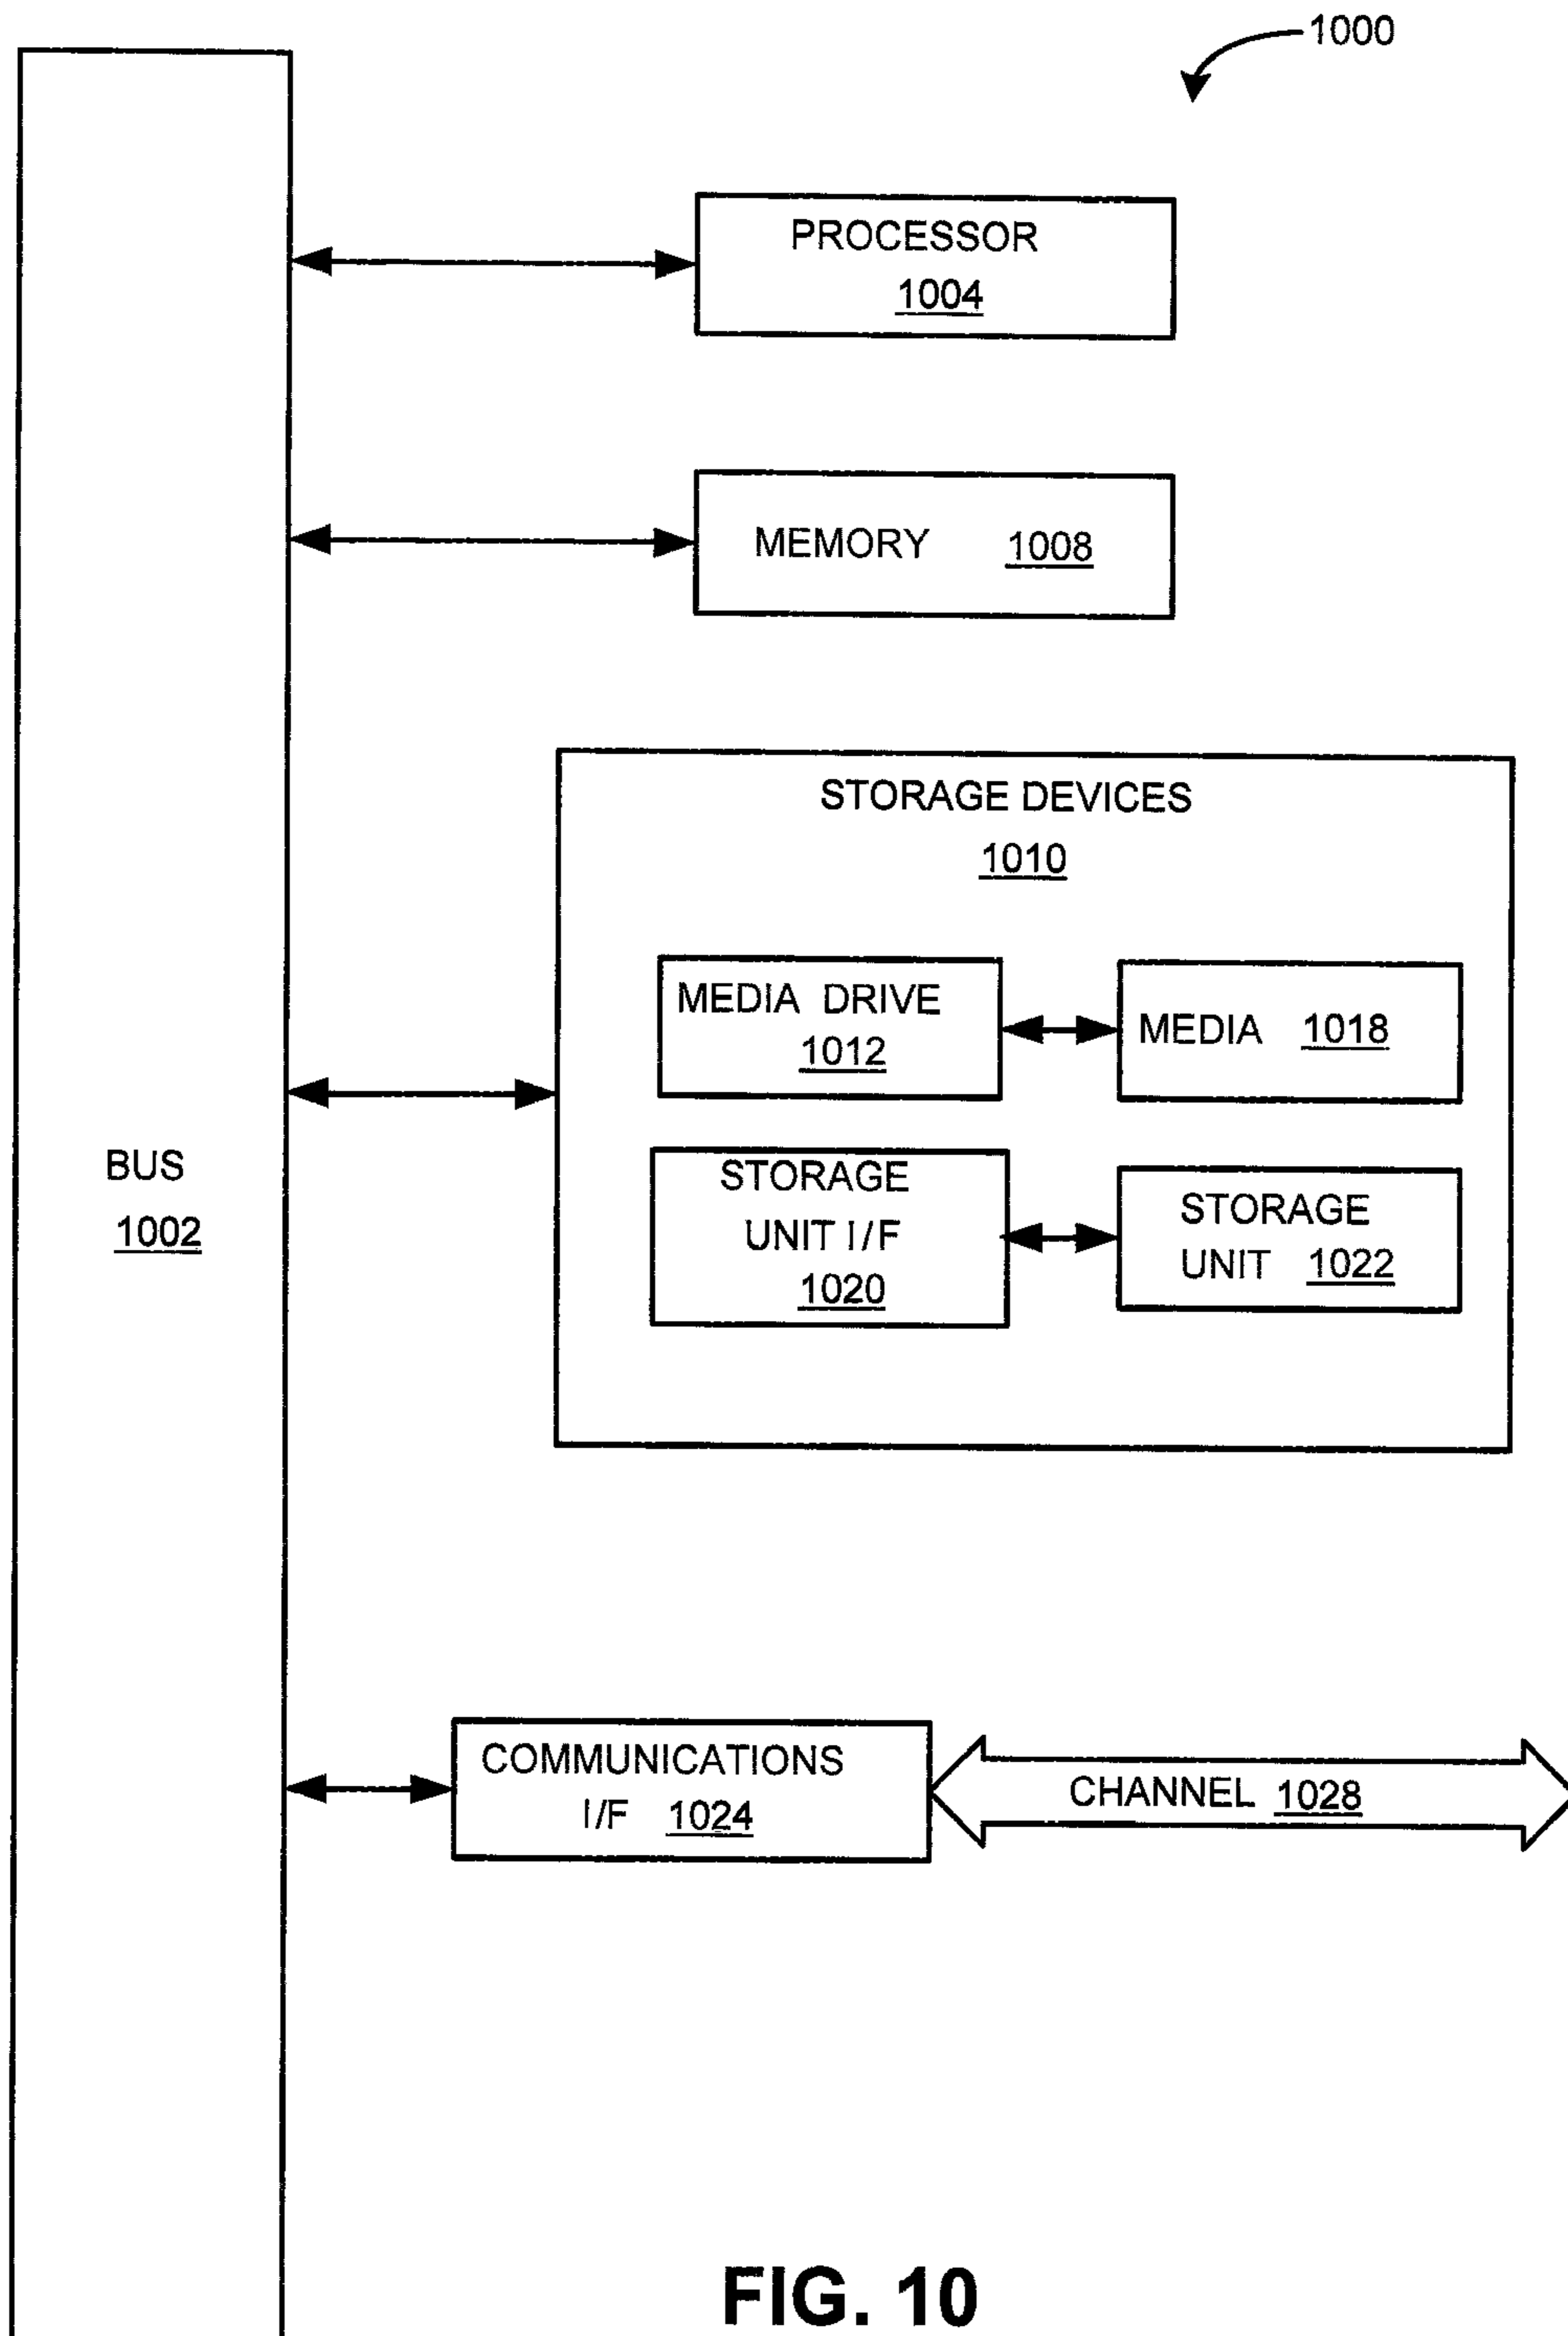 1000
PROCESSOR
1004
MEMORY 1008
STORAGE DEVICES
1010
MEDIA DRIVE
1012
MEDIA 1018
BUS
1002
STORAGE
UNIT I/F
1020
STORAGE
UNIT 1022
COMMUNICATIONS
I/F 1024
CHANNEL 1028
FIG. 10